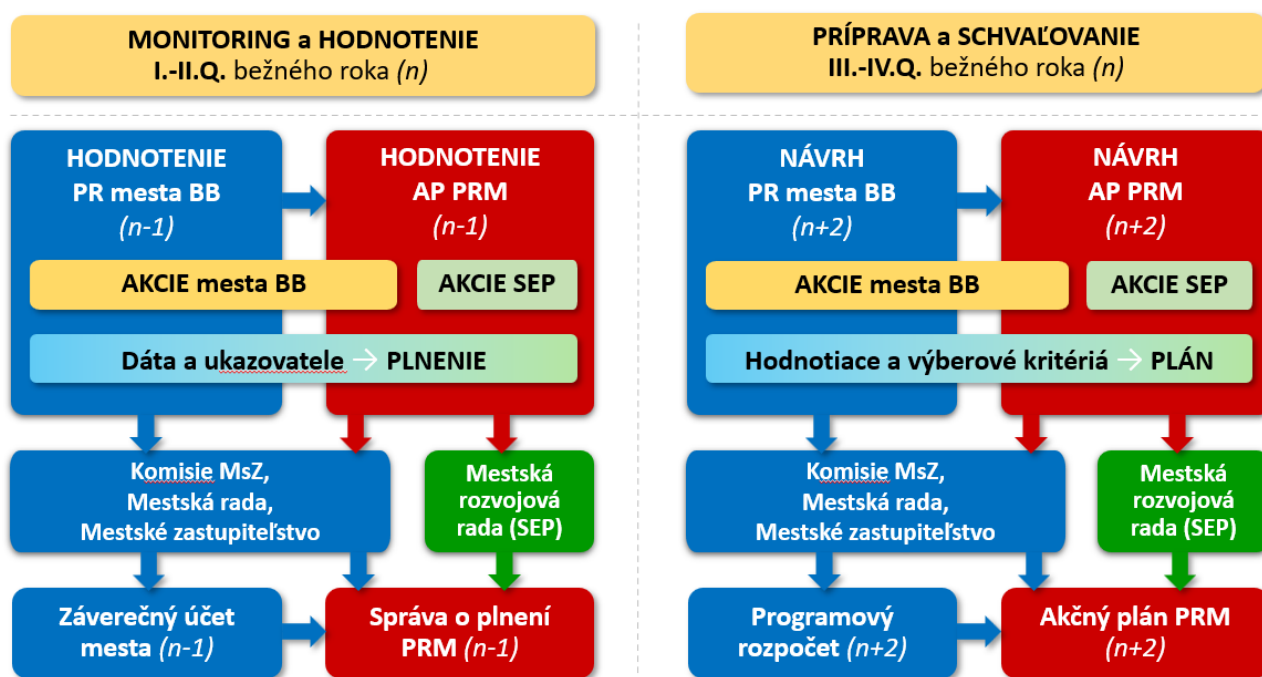 MONITORING a HODNOTENIE
I.-II.Q. bežného roka (n)
HODNOTENIE
PR mesta BB
(n-1)
HODNOTENIE
AP PRM
(n-1)
AKCIE mesta BB
AKCIE SEP
Dáta a ukazovatele → PLNENIE
Komisie MsZ,
Mestská rada,
Mestské zastupiteľstvo
Mestská
rozvojová
rada (SEP)
Záverečný účet
mesta (n-1)
Správa o plnení
PRM (n-1)
PRÍPRAVA a SCHVAĽOVANIE
III.-IV.Q. bežného roka (n)
NÁVRH
PR mesta BB
(n+2)
NÁVRH
AP PRM
(n+2)
AKCIE mesta BB
AKCIE SEP
Hodnotiace a výberové kritériá → PLÁN
Komisie MsZ,
Mestská rada,
Mestské zastupiteľstvo
Mestská
rozvojová
rada (SEP)
Programový
rozpočet (n+2)
Akčný plán PRM
(n+2)